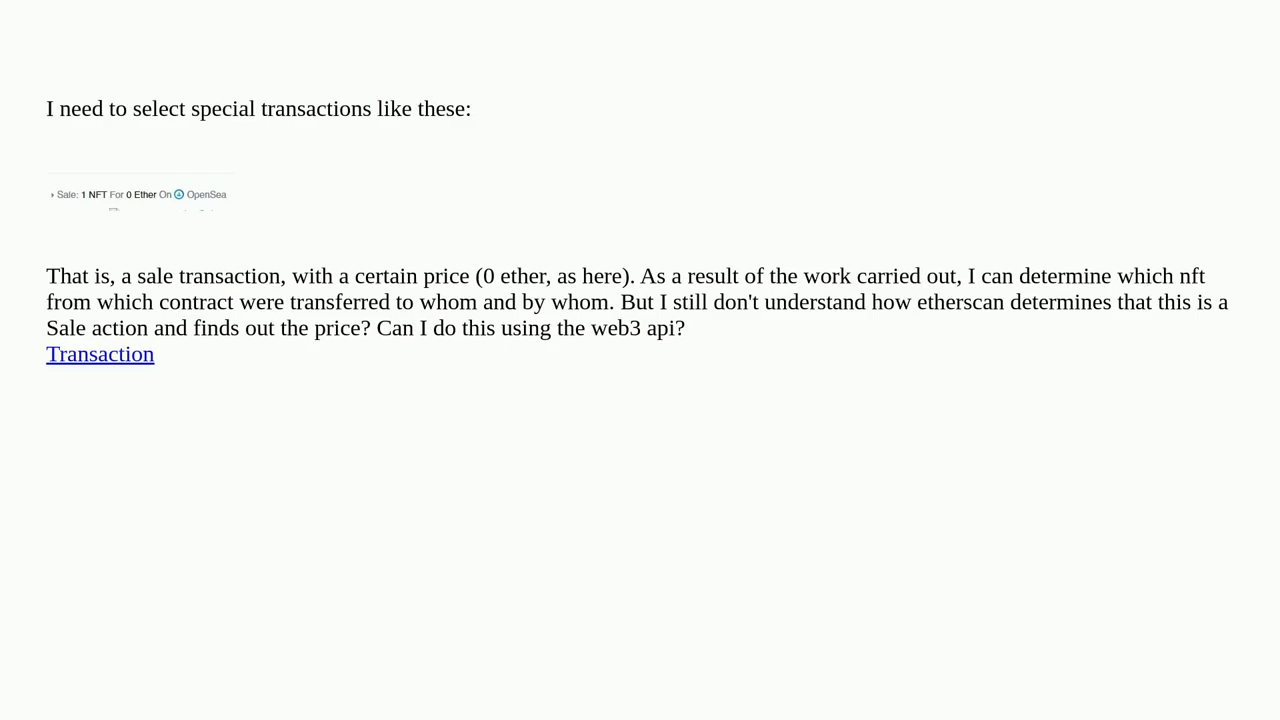 I need to select special transactions like these:
Sale: 1 NFT For 0 Ether On OpenSea
That is, a sale transaction, with a certain price (0 ether, as here). As a result of the work carried out, I can determine which nft
from which contract were transferred to whom and by whom. But I still don't understand how etherscan determines that this is a
Sale action and finds out the price? Can I do this using the web3 api?
Transaction